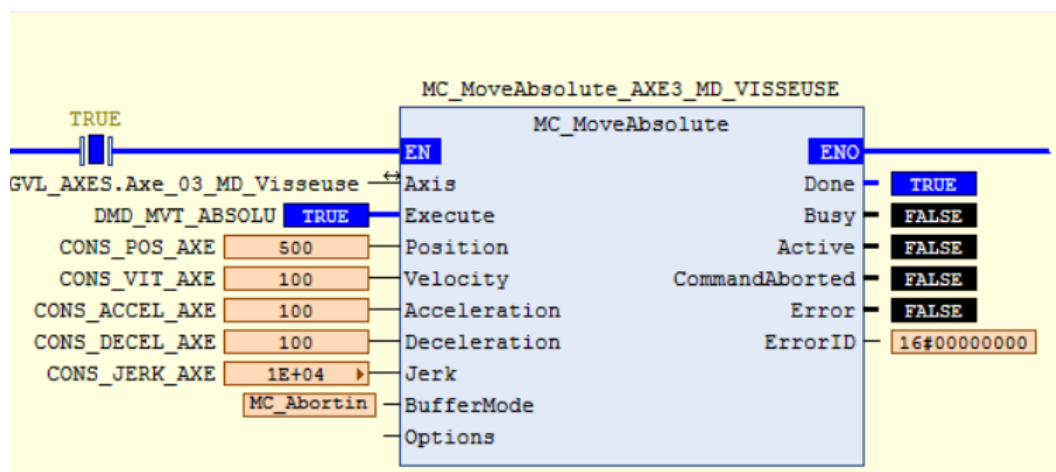 MC_MoveAbsolute_AXE3_MD_VISSEUSE
TRUE
MC_MoveAbsolute
EN ENO
GVL_AXES.Axe_03_MD_Visseuse Axis Done TRUE
DMD_MVT_ABSOLU TRUE Execute Busy FALSE
CONS_POS_AXE 500 Position Active FALSE
CONS_VIT_AXE 100 Velocity CommandAborted FALSE
CONS_ACCEL_AXE 100 Acceleration Error FALSE
CONS_DECEL_AXE 100 Deceleration ErrorID 16#00000000
CONS_JERK_AXE 1E+04 Jerk
MC_Abortin BufferMode
Options